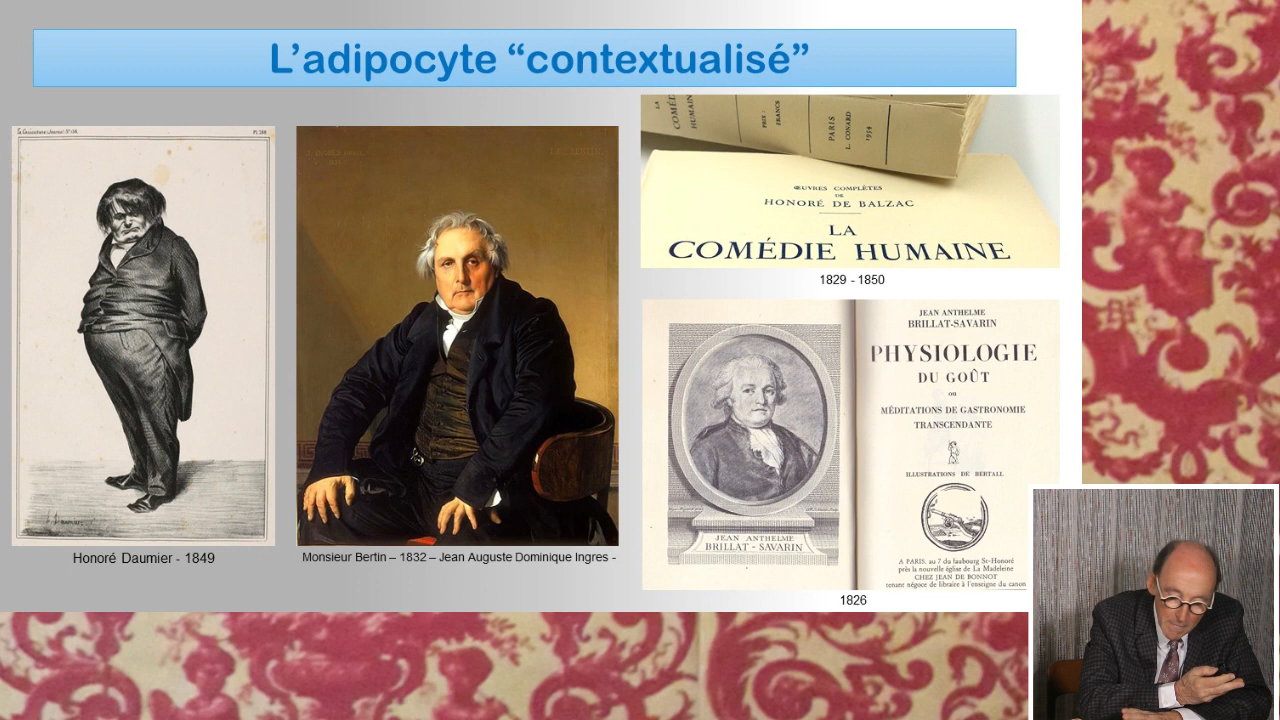 L’adipocyte “contextualisé”
Honoré Daumier - 1849
Monsieur Bertin – 1832 – Jean Auguste Dominique Ingres -
PRIX :
FRANCS
PARIS
L. CONARD
ŒUVRES COMPLÈTES
DE
HONORÉ DE BALZAC
LA
COMÉDIE HUMAINE
1829 - 1850
JEAN ANTHELME
BRILLAT - SAVARIN
JEAN ANTHELME
BRILLAT-SAVARIN
PHYSIOLOGIE
DU GOÛT
ou
MÉDITATIONS DE GASTRONOMIE
TRANSCENDANTE
ILLUSTRATIONS DE BERTALL
A PARIS, au 7 du faubourg St-Honoré
près la nouvelle église de La Madeleine
CHEZ JEAN DE BONNOT
tenant négoce de libraire à l'enseigne du canon
1826